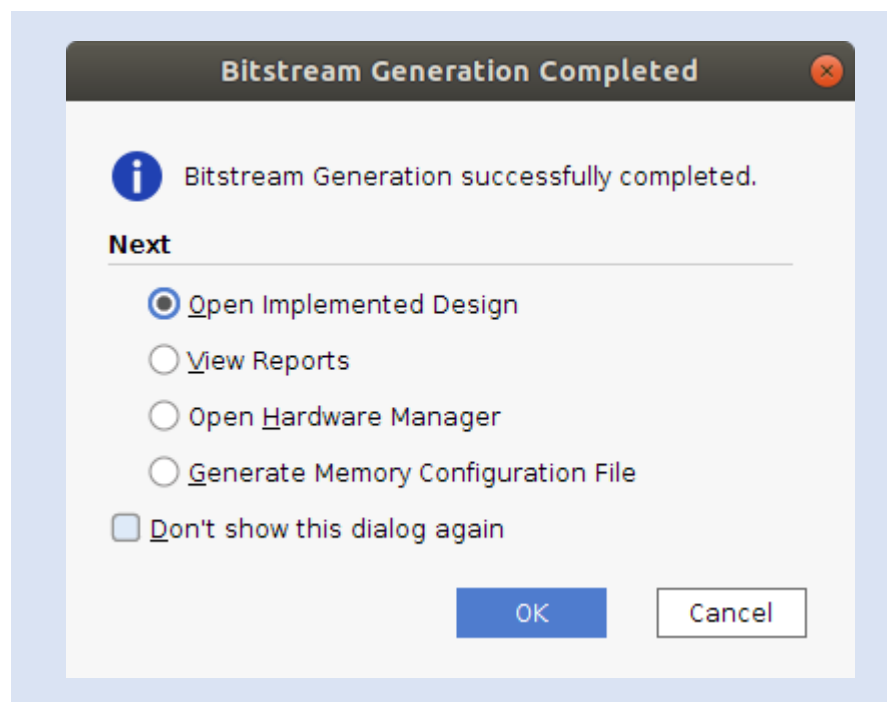 Bitstream Generation Completed
Bitstream Generation successfully completed.
Next
Open Implemented Design
View Reports
Open Hardware Manager
Generate Memory Configuration File
Don't show this dialog again
OK Cancel